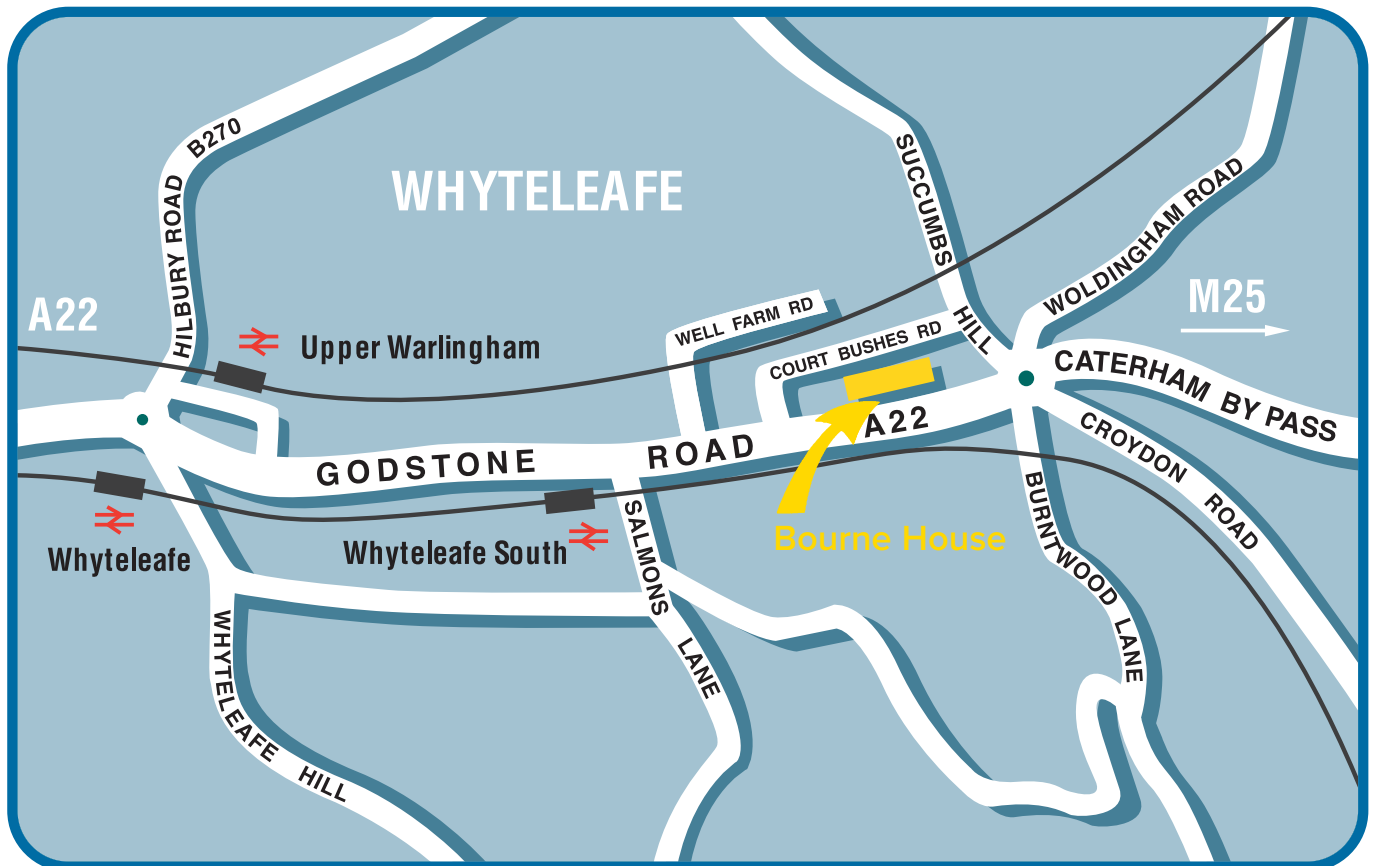 B270
HILBURY ROAD
WHYTELEAFE
SUCCUMBS HILL
WOLDINGHAM ROAD
A22
M25
Upper Warlingham
WELL FARM RD
COURT BUSHES RD
CATERHAM BY PASS
GODSTONE ROAD A22
CROYDON ROAD
Whyteleafe
Whyteleafe South
Bourne House
SALMONS LANE
BURNTWOOD LANE
WHYTELEAFE HILL